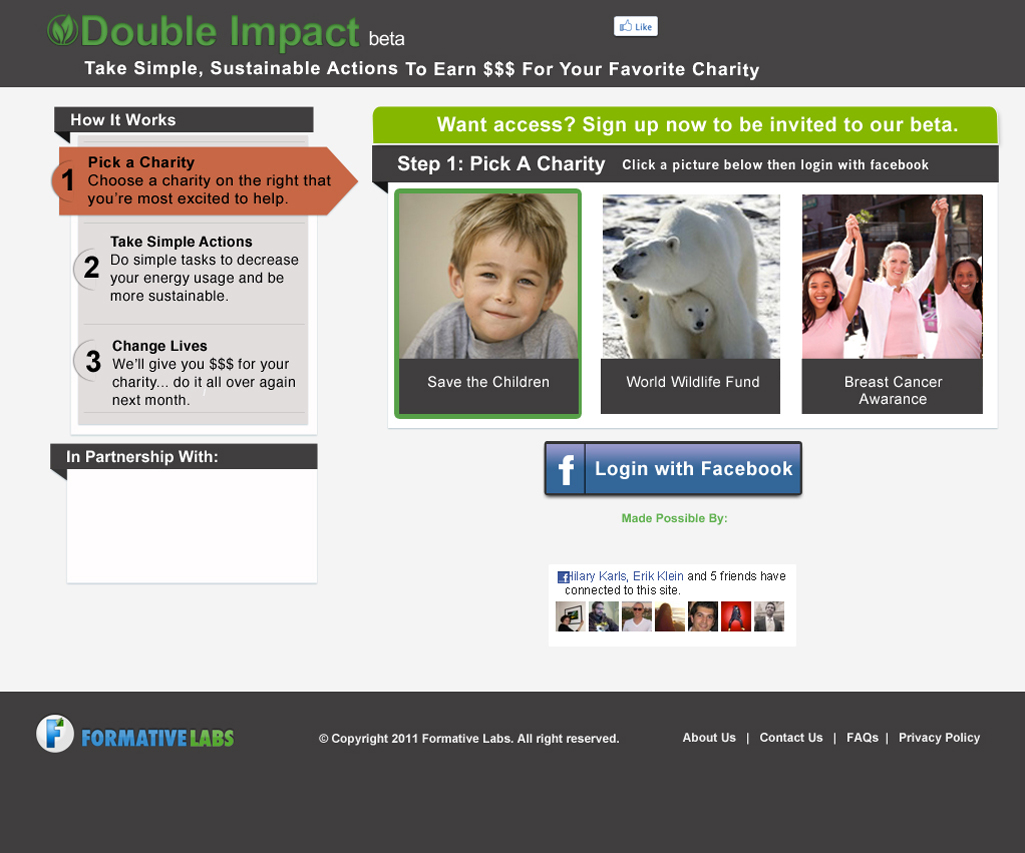 Double Impact beta
Like
Take Simple, Sustainable Actions To Earn $$$ For Your Favorite Charity
How It Works
1
Pick a Charity
Choose a charity on the right that
you're most excited to help.
2
Take Simple Actions
Do simple tasks to decrease
your energy usage and be
more sustainable.
3
Change Lives
We'll give you $$$ for your
charity... do it all over again
next month.
In Partnership With:
Want access? Sign up now to be invited to our beta.
Step 1: Pick A Charity Click a picture below then login with facebook
Save the Children
World Wildlife Fund
Breast Cancer
Awarance
f Login with Facebook
Made Possible By:
Hilary Karls, Erik Klein and 5 friends have
connected to this site.
F FORMATIVE LABS
© Copyright 2011 Formative Labs. All right reserved.
About Us | Contact Us | FAQs | Privacy Policy